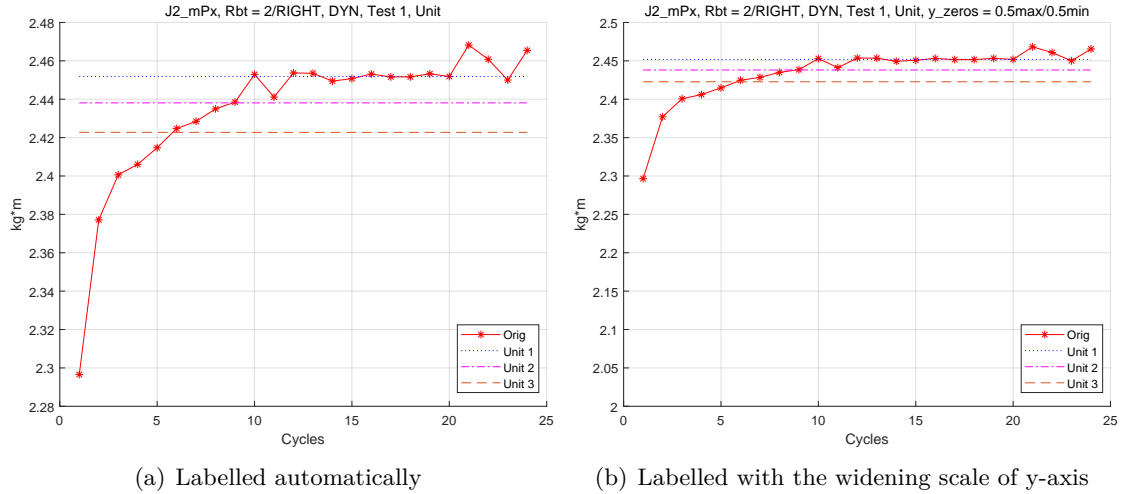 J2_mPx, Rbt = 2/RIGHT, DYN, Test 1, Unit
2.48
2.46
2.44
2.42
2.4
2.38
2.36
2.34
2.32
2.3
2.28
kg*m
0 5 10 15 20 25
Cycles
Orig
Unit 1
Unit 2
Unit 3
(a) Labelled automatically
J2_mPx, Rbt = 2/RIGHT, DYN, Test 1, Unit, y_zeros = 0.5max/0.5min
2.5
2.45
2.4
2.35
2.3
2.25
2.2
2.15
2.1
2.05
2
kg*m
0 5 10 15 20 25
Cycles
Orig
Unit 1
Unit 2
Unit 3
(b) Labelled with the widening scale of y-axis